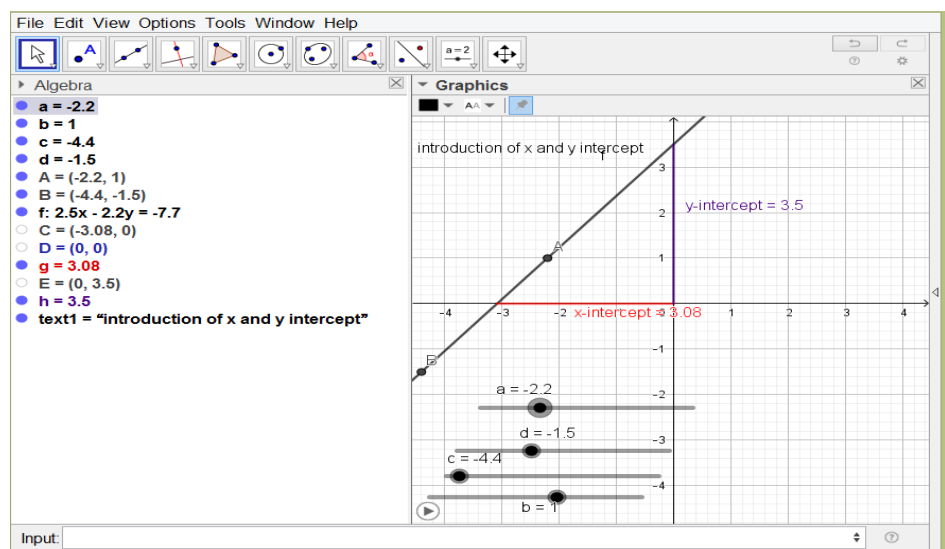 File Edit View Options Tools Window Help
A
a=2
Algebra
Graphics
a = -2.2
b = 1
c = -4.4
d = -1.5
A = (-2.2, 1)
B = (-4.4, -1.5)
f: 2.5x - 2.2y = -7.7
C = (-3.08, 0)
D = (0, 0)
g = 3.08
E = (0, 3.5)
h = 3.5
text1 = “introduction of x and y intercept”
AA
introduction of x and y intercept
3
y-intercept = 3.5
2
A
1
-4 -3 -2 x-intercept = 3.08 1 2 3 4
-1
B
a = -2.2
-2
d = -1.5
-3
c = -4.4
-4
b = 1
Input: